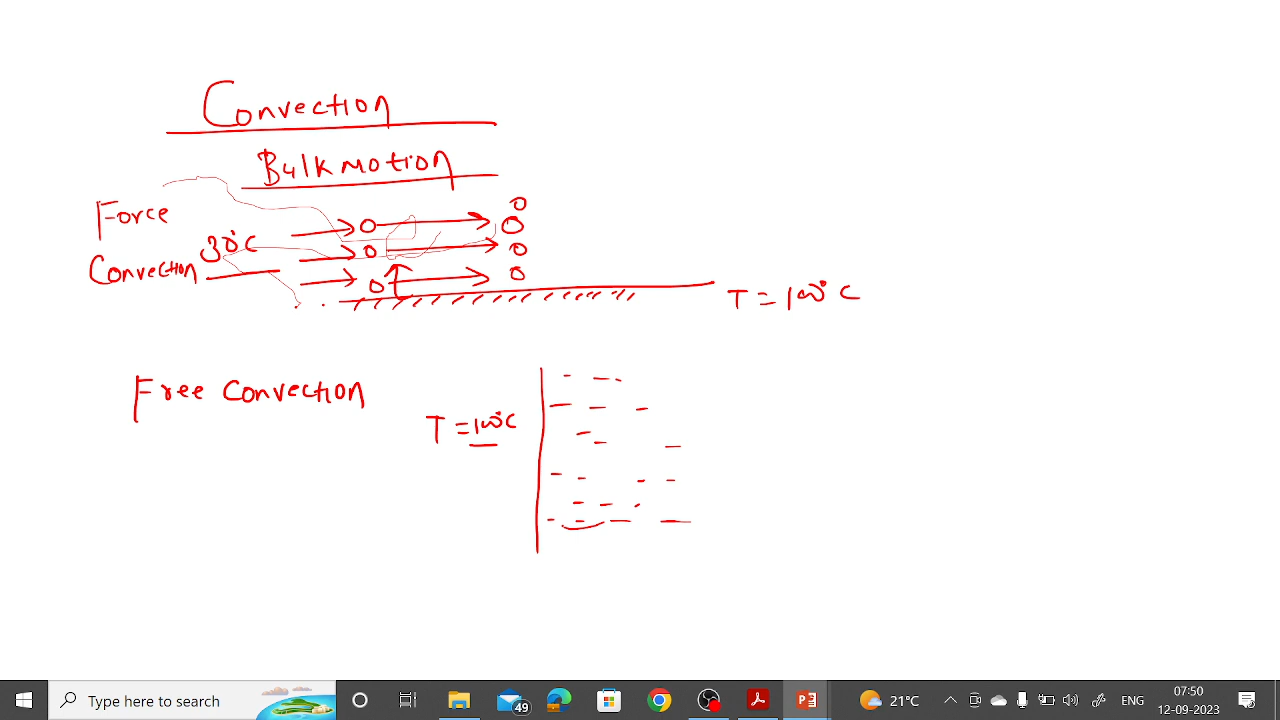 Convection
Bulk motion
Force
30°C
Convection
T = 100°C
Free Convection
T = 100°C
Type here to search
49
21°C
ENG
07:50
12-09-2023